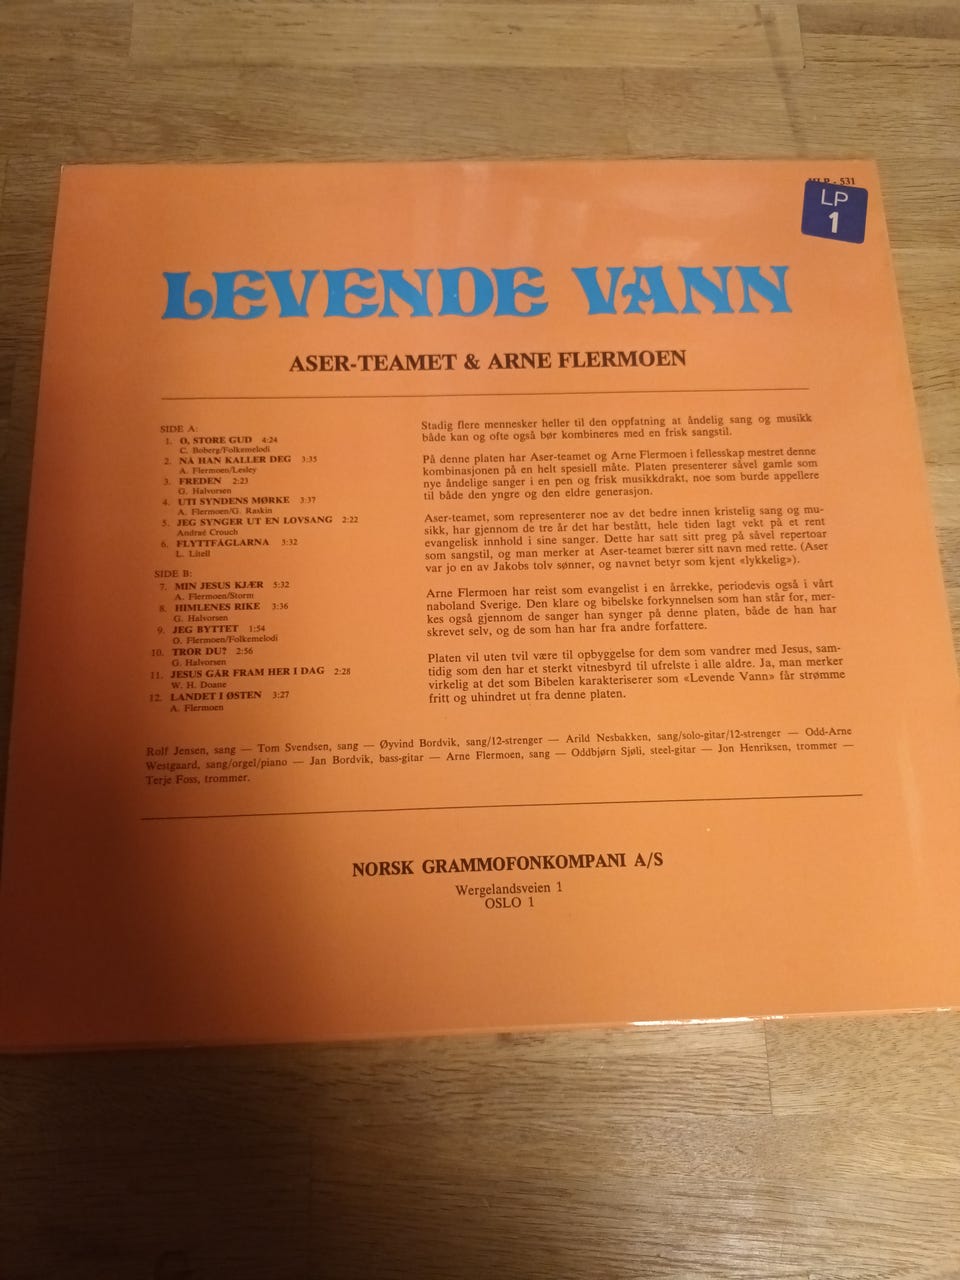 - 531
LP
1
LEVENDE VANN
ASER-TEAMET & ARNE FLERMOEN
SIDE A:
1. O, STORE GUD 4:24
C. Boberg/Folkemelodi
2. NÅ HAN KALLER DEG 3:35
A. Flermoen/Lesley
3. FREDEN 2:23
G. Halvorsen
4. UTI SYNDENS MØRKE 3:37
A. Flermoen/G. Raskin
5. JEG SYNGER UT EN LOVSANG 2:22
Andraé Crouch
6. FLYTTFÅGLARNA 3:32
L. Litell
SIDE B:
7. MIN JESUS KJÆR 5:32
A. Flermoen/Storm
8. HIMLENES RIKE 3:36
G. Halvorsen
9. JEG BYTTET 1:54
O. Flermoen/Folkemelodi
10. TROR DU? 2:56
G. Halvorsen
11. JESUS GÅR FRAM HER I DAG 2:28
W. H. Doane
12. LANDET I ØSTEN 3:27
A. Flermoen
Stadig flere mennesker heller til den oppfatning at åndelig sang og musikk
både kan og ofte også bør kombineres med en frisk sangstil.
På denne platen har Aser-teamet og Arne Flermoen i fellesskap mestret denne
kombinasjonen på en helt spesiell måte. Platen presenterer såvel gamle som
nye åndelige sanger i en pen og frisk musikkdrakt, noe som burde appellere
til både den yngre og den eldre generasjon.
Aser-teamet, som representerer noe av det bedre innen kristelig sang og mu-
sikk, har gjennom de tre år det har bestått, hele tiden lagt vekt på et rent
evangelisk innhold i sine sanger. Dette har satt sitt preg på såvel repertoar
som sangstil, og man merker at Aser-teamet bærer sitt navn med rette. (Aser
var jo en av Jakobs tolv sønner, og navnet betyr som kjent «lykkelig»).
Arne Flermoen har reist som evangelist i en årrekke, periodevis også i vårt
naboland Sverige. Den klare og bibelske forkynnelsen som han står for, mer-
kes også gjennom de sanger han synger på denne platen, både de han har
skrevet selv, og de som han har fra andre forfattere.
Platen vil uten tvil være til opbyggelse for dem som vandrer med Jesus, sam-
tidig som den har et sterkt vitnesbyrd til ufrelste i alle aldre. Ja, man merker
virkelig at det som Bibelen karakteriserer som «Levende Vann» får strømme
fritt og uhindret ut fra denne platen.
Rolf Jensen, sang — Tom Svendsen, sang — Øyvind Bordvik, sang/12-strenger — Arild Nesbakken, sang/solo-gitar/12-strenger — Odd-Arne
Westgaard, sang/orgel/piano — Jan Bordvik, bass-gitar — Arne Flermoen, sang — Oddbjørn Sjøli, steel-gitar — Jon Henriksen, trommer —
Terje Foss, trommer.
NORSK GRAMMOFONKOMPANI A/S
Wergelandsveien 1
OSLO 1